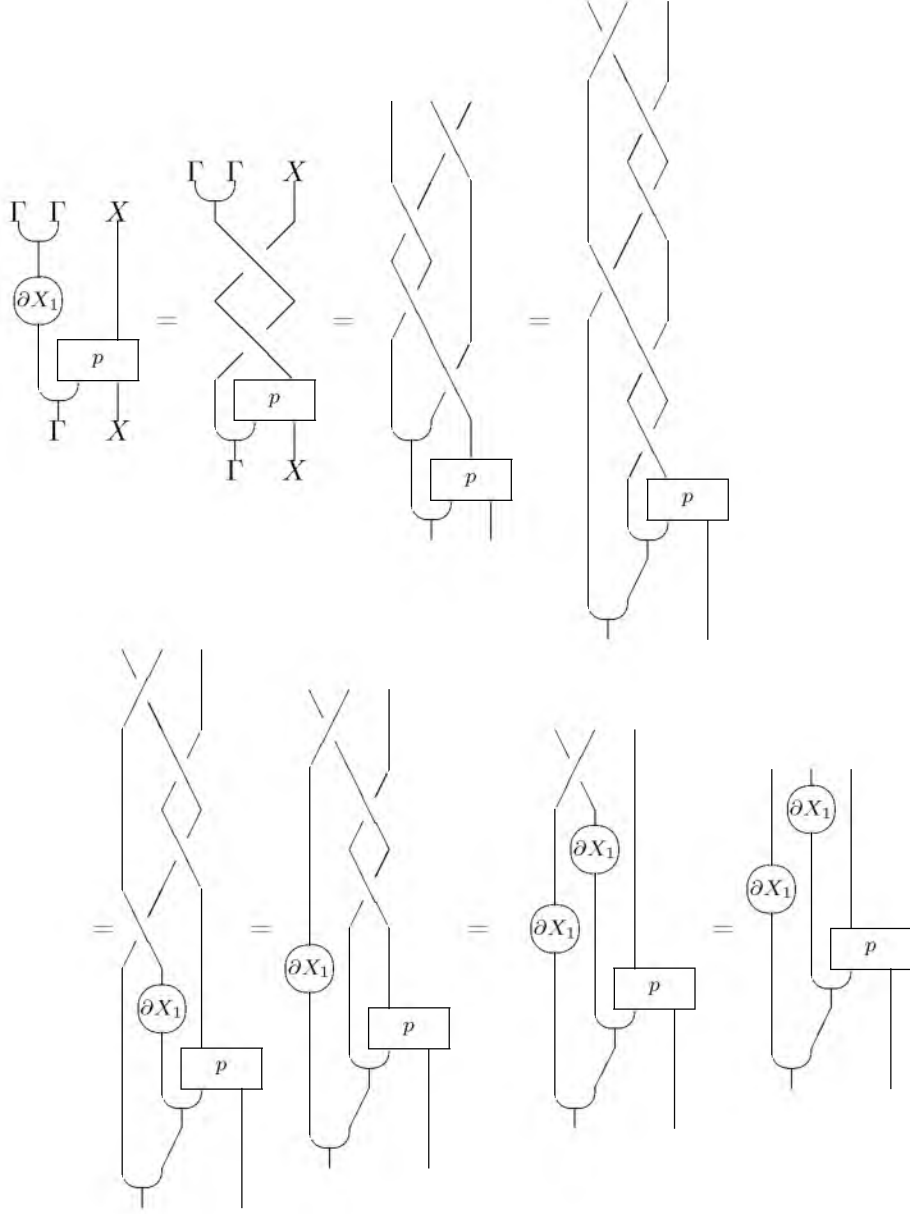 Γ Γ X
Γ Γ X
∂X₁
= = =
p
p
Γ X
Γ X
p
p
= = = =
∂X₁
∂X₁
∂X₁
∂X₁
∂X₁
∂X₁
p
p
p
p